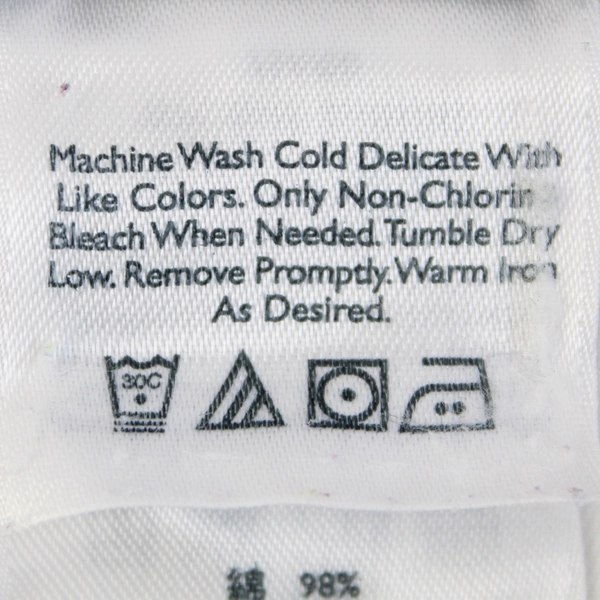 Machine Wash Cold Delicate With
Like Colors. Only Non-Chlorine
Bleach When Needed. Tumble Dry
Low. Remove Promptly. Warm Iron
As Desired.
30C
綿 98%